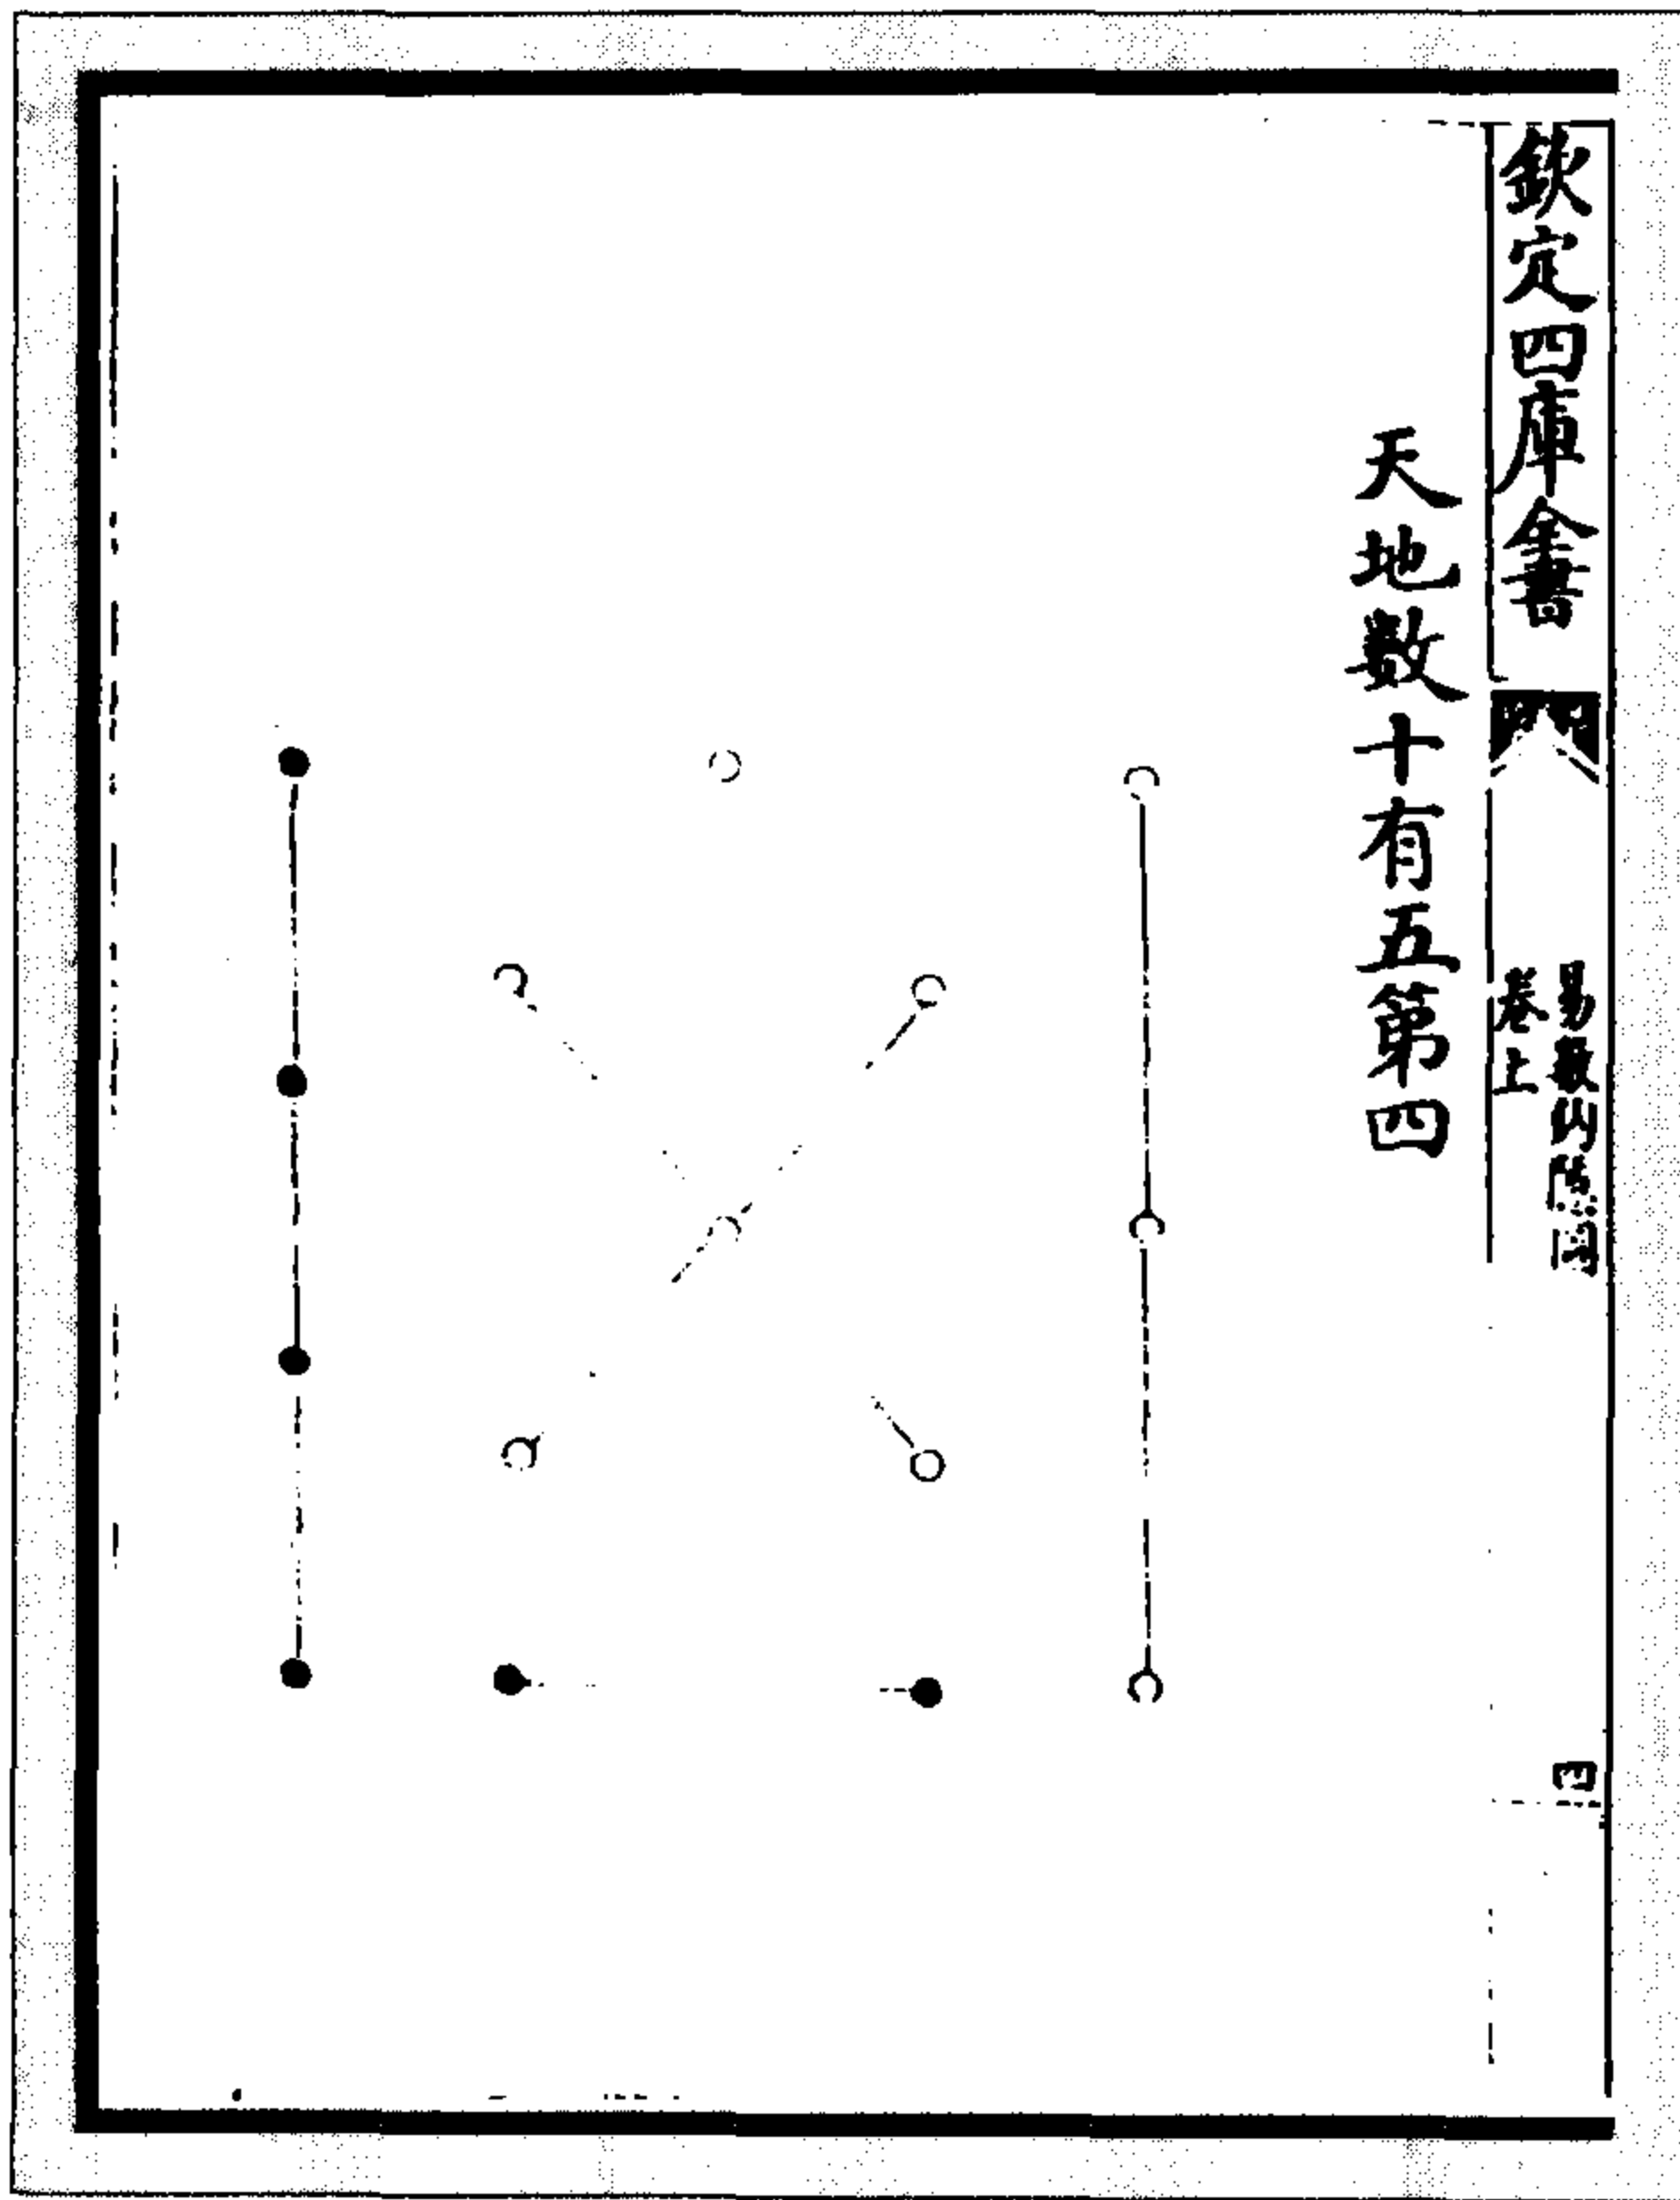 欽定四庫全書
易數鈎隱圖
卷上
四
天地數十有五第四